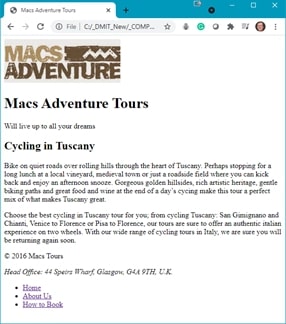 Macs Adventure Tours
File | C:/_DMIT_New/_COMP...
MACS
ADVENTURE
Macs Adventure Tours
Will live up to all your dreams
Cycling in Tuscany
Bike on quiet roads over rolling hills through the heart of Tuscany. Perhaps stopping for a
long lunch at a local vineyard, medieval town or just a roadside field where you can kick
back and enjoy an afternoon snooze. Gorgeous golden hillsides, rich artistic heritage, gentle
biking paths and great food and wine at the end of a day's cycling make this tour a perfect
mix of what makes Tuscany great.
Choose the best cycling in Tuscany tour for you; from cycling Tuscany: San Gimignano and
Chianti, Venice to Florence or Pisa to Florence, our tours are sure to offer an authentic italian
experience on two wheels. With our wide range of cycling tours in Italy, we are sure you will
be returning again soon.
© 2016 Macs Tours
Head Office: 44 Speirs Wharf, Glasgow, G4A 9TH, U.K.
Home
About Us
How to Book